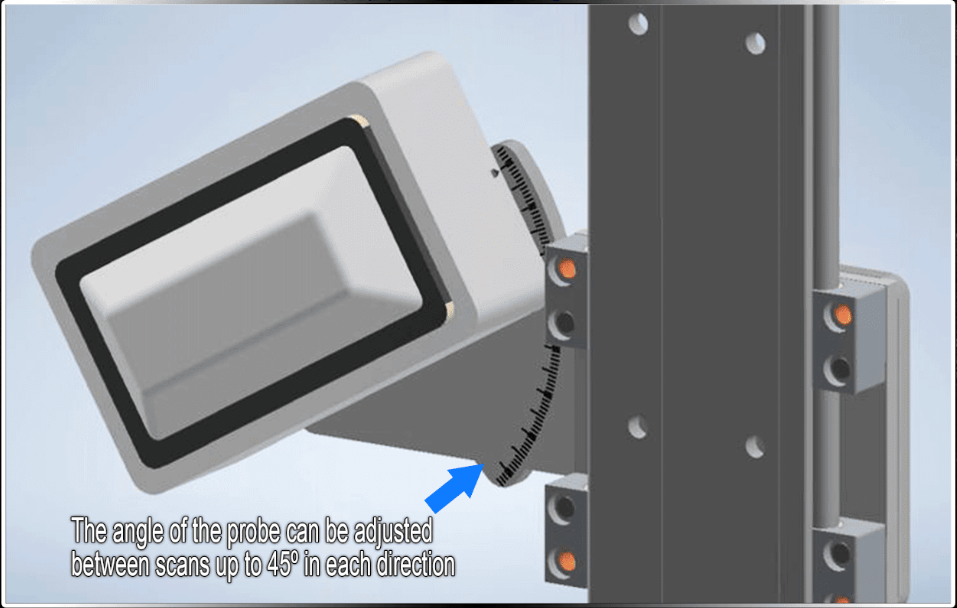 The angle of the probe can be adjusted
between scans up to 45º in each direction